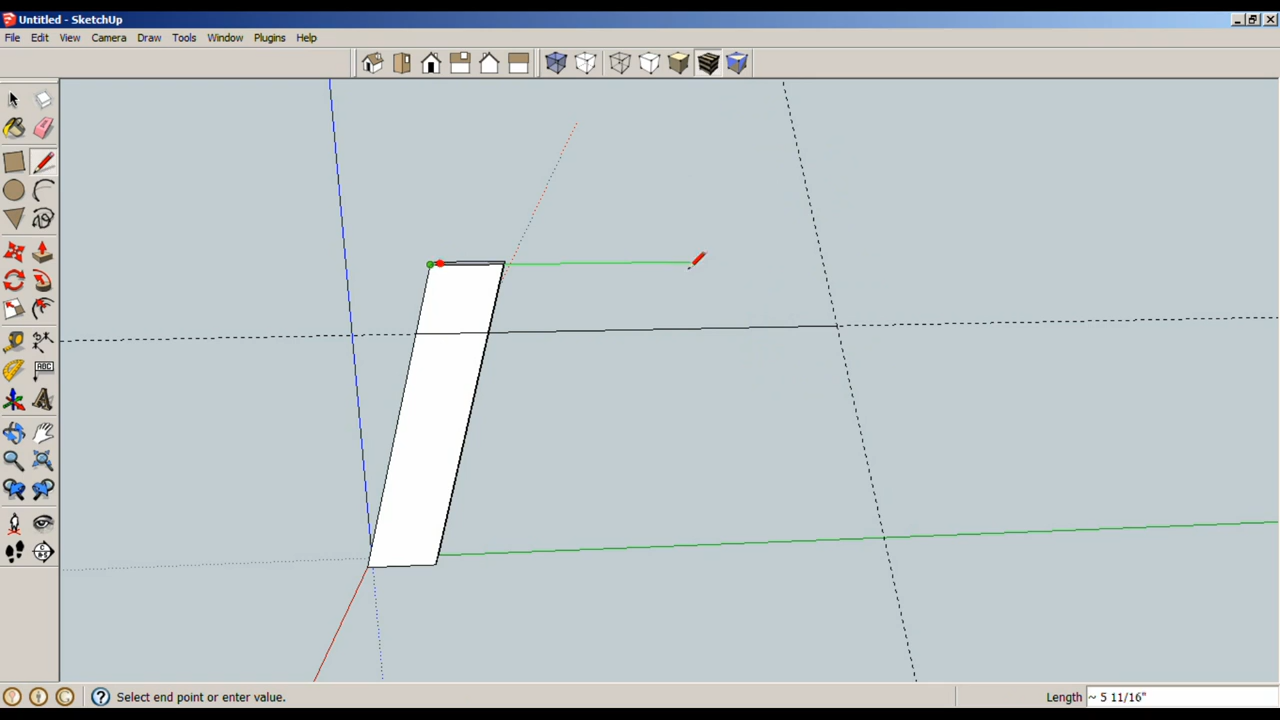 Untitled - SketchUp
File Edit View Camera Draw Tools Window Plugins Help
ABC
Select end point or enter value.
Length ~ 5 11/16"